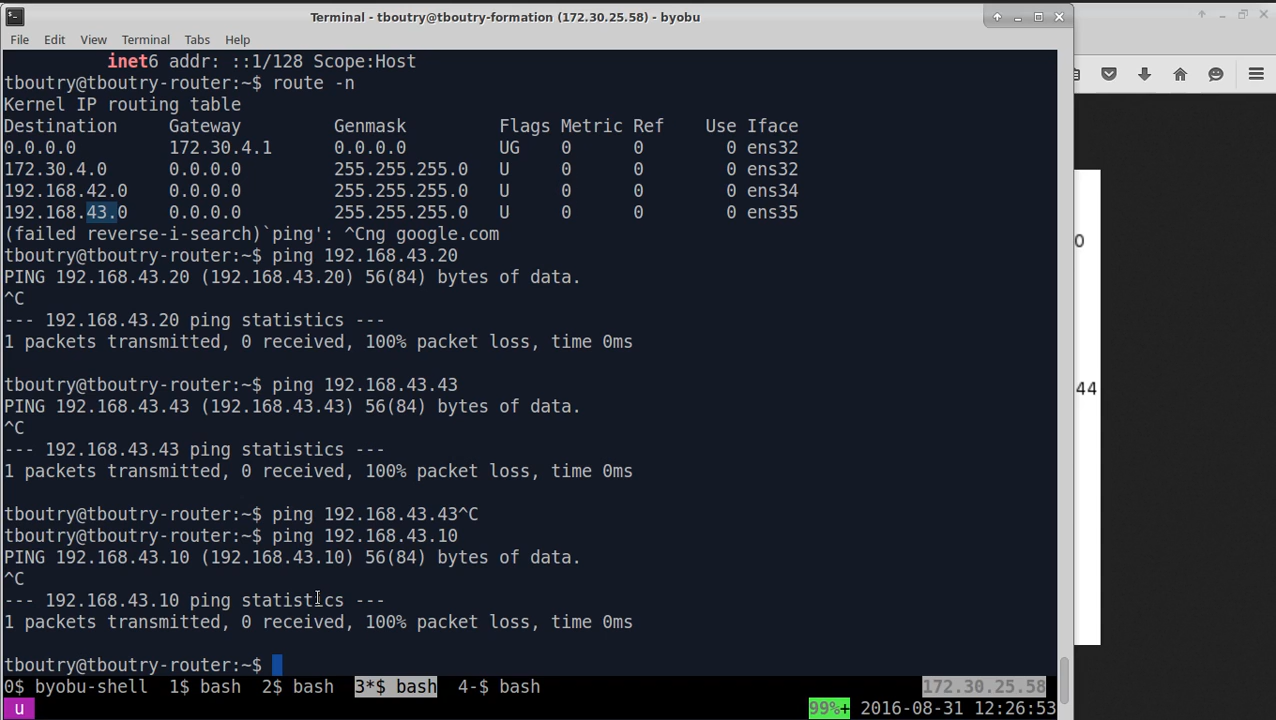 Terminal - tboutry@tboutry-formation (172.30.25.58) - byobu
File Edit View Terminal Tabs Help
inet6 addr: ::1/128 Scope:Host
tboutry@tboutry-router:~$ route -n
Kernel IP routing table
Destination Gateway Genmask Flags Metric Ref Use Iface
0.0.0.0 172.30.4.1 0.0.0.0 UG 0 0 0 ens32
172.30.4.0 0.0.0.0 255.255.255.0 U 0 0 0 ens32
192.168.42.0 0.0.0.0 255.255.255.0 U 0 0 0 ens34
192.168.43.0 0.0.0.0 255.255.255.0 U 0 0 0 ens35
(failed reverse-i-search)`ping': ^Cng google.com
tboutry@tboutry-router:~$ ping 192.168.43.20
PING 192.168.43.20 (192.168.43.20) 56(84) bytes of data.
^C
--- 192.168.43.20 ping statistics ---
1 packets transmitted, 0 received, 100% packet loss, time 0ms
tboutry@tboutry-router:~$ ping 192.168.43.43
PING 192.168.43.43 (192.168.43.43) 56(84) bytes of data.
^C
--- 192.168.43.43 ping statistics ---
1 packets transmitted, 0 received, 100% packet loss, time 0ms
tboutry@tboutry-router:~$ ping 192.168.43.43^C
tboutry@tboutry-router:~$ ping 192.168.43.10
PING 192.168.43.10 (192.168.43.10) 56(84) bytes of data.
^C
--- 192.168.43.10 ping statistics ---
1 packets transmitted, 0 received, 100% packet loss, time 0ms
tboutry@tboutry-router:~$
0$ byobu-shell 1$ bash 2$ bash 3*$ bash 4-$ bash 172.30.25.58
u 99%+ 2016-08-31 12:26:53
0
44